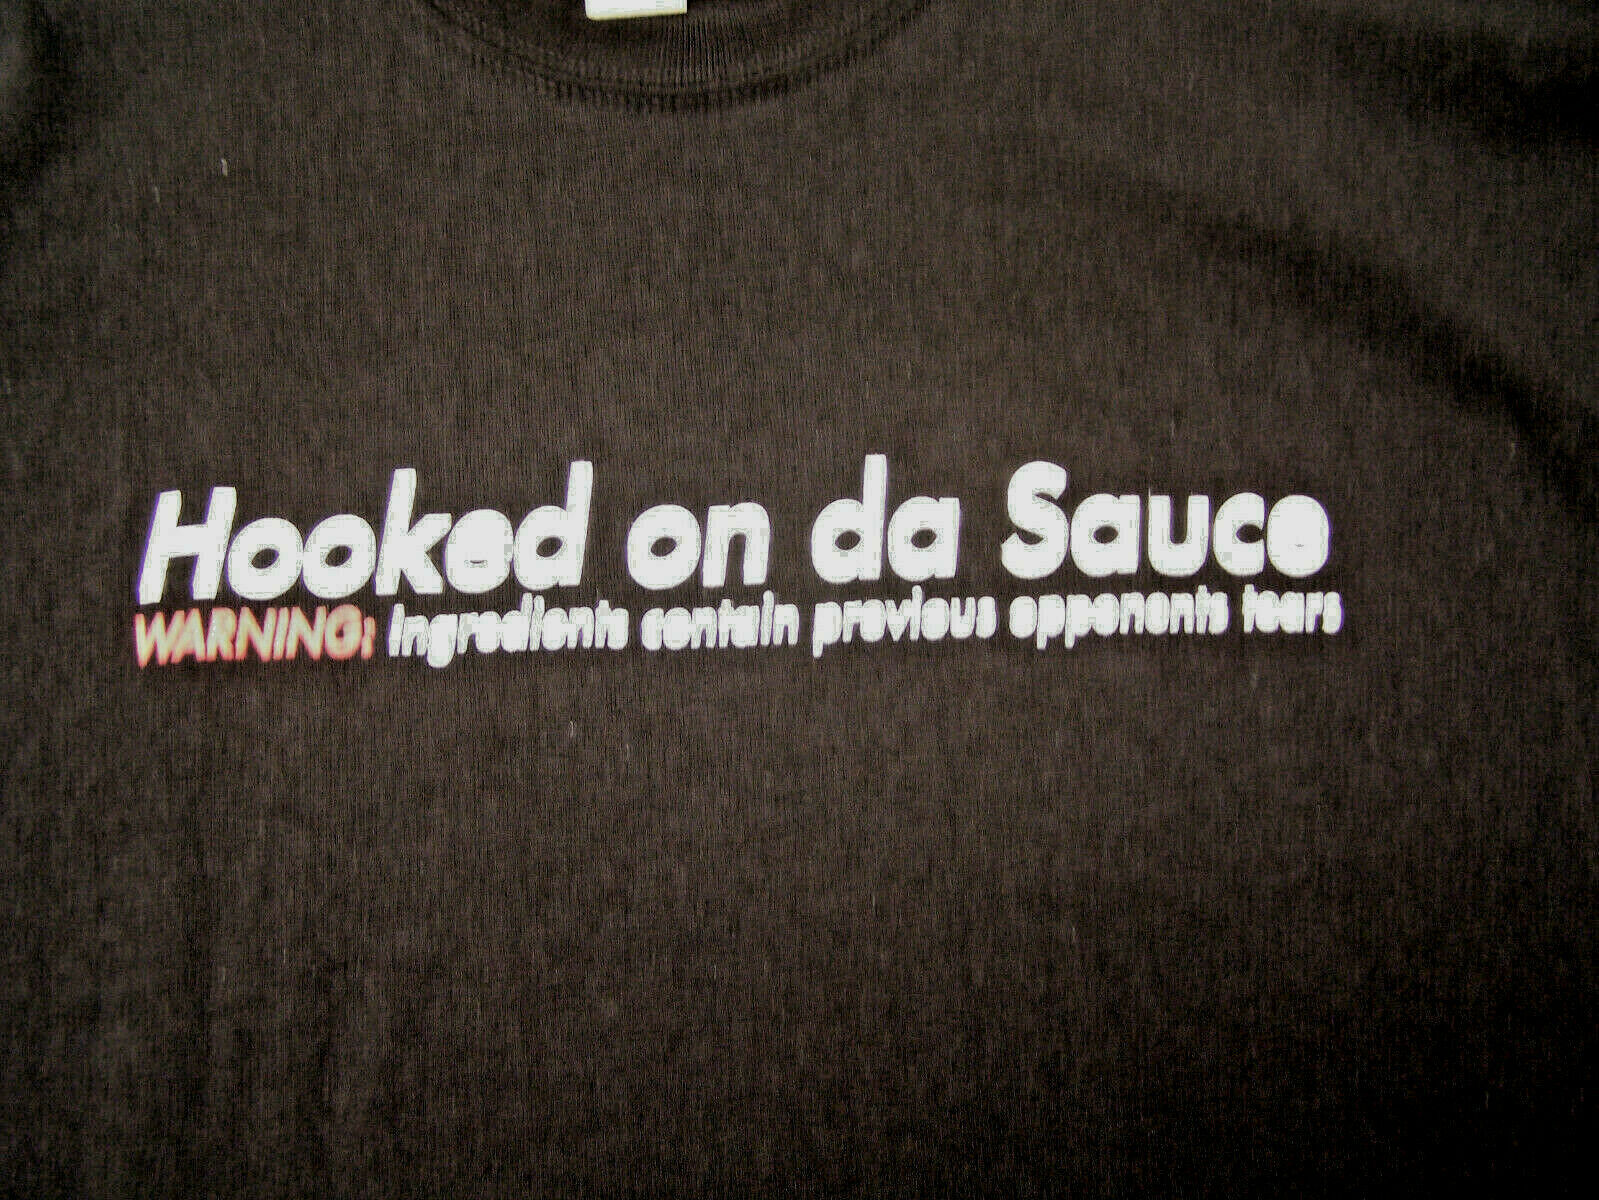 Hooked on da Sauce
WARNING: Ingredients contain previous opponents tears